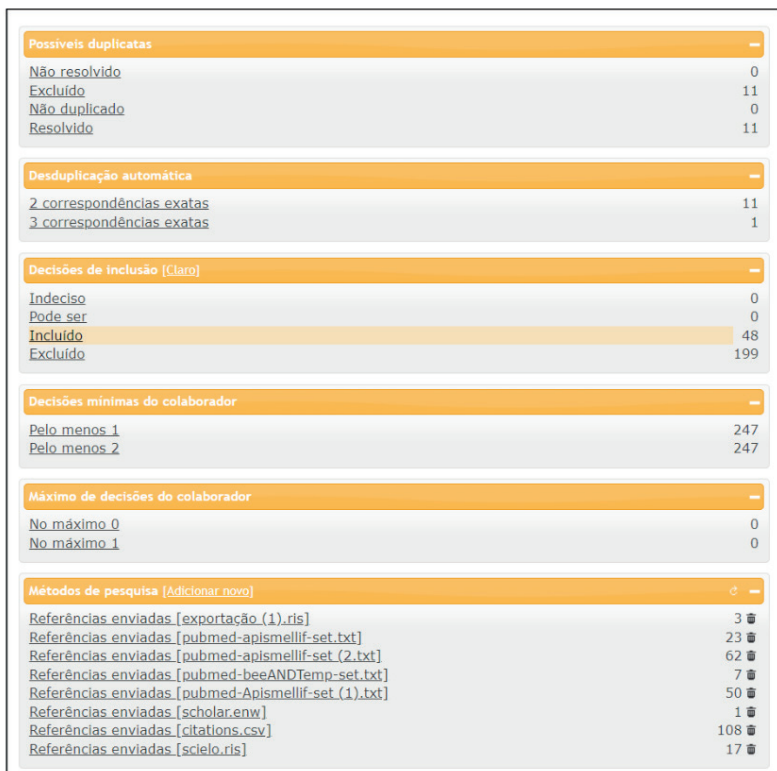 Possíveis duplicatas
Não resolvido 0
Excluído 11
Não duplicado 0
Resolvido 11
Desduplicação automática
2 correspondências exatas 11
3 correspondências exatas 1
Decisões de inclusão [Claro]
Indeciso 0
Pode ser 0
Incluído 48
Excluído 199
Decisões mínimas do colaborador
Pelo menos 1 247
Pelo menos 2 247
Máximo de decisões do colaborador
No máximo 0 0
No máximo 1 0
Métodos de pesquisa [Adicionar novo]
Referências enviadas [exportação (1).ris] 3
Referências enviadas [pubmed-apismellif-set.txt] 23
Referências enviadas [pubmed-apismellif-set (2.txt] 62
Referências enviadas [pubmed-beeANDTemp-set.txt] 7
Referências enviadas [pubmed-Apismellif-set (1).txt] 50
Referências enviadas [scholar.enw] 1
Referências enviadas [citations.csv] 108
Referências enviadas [scielo.ris] 17